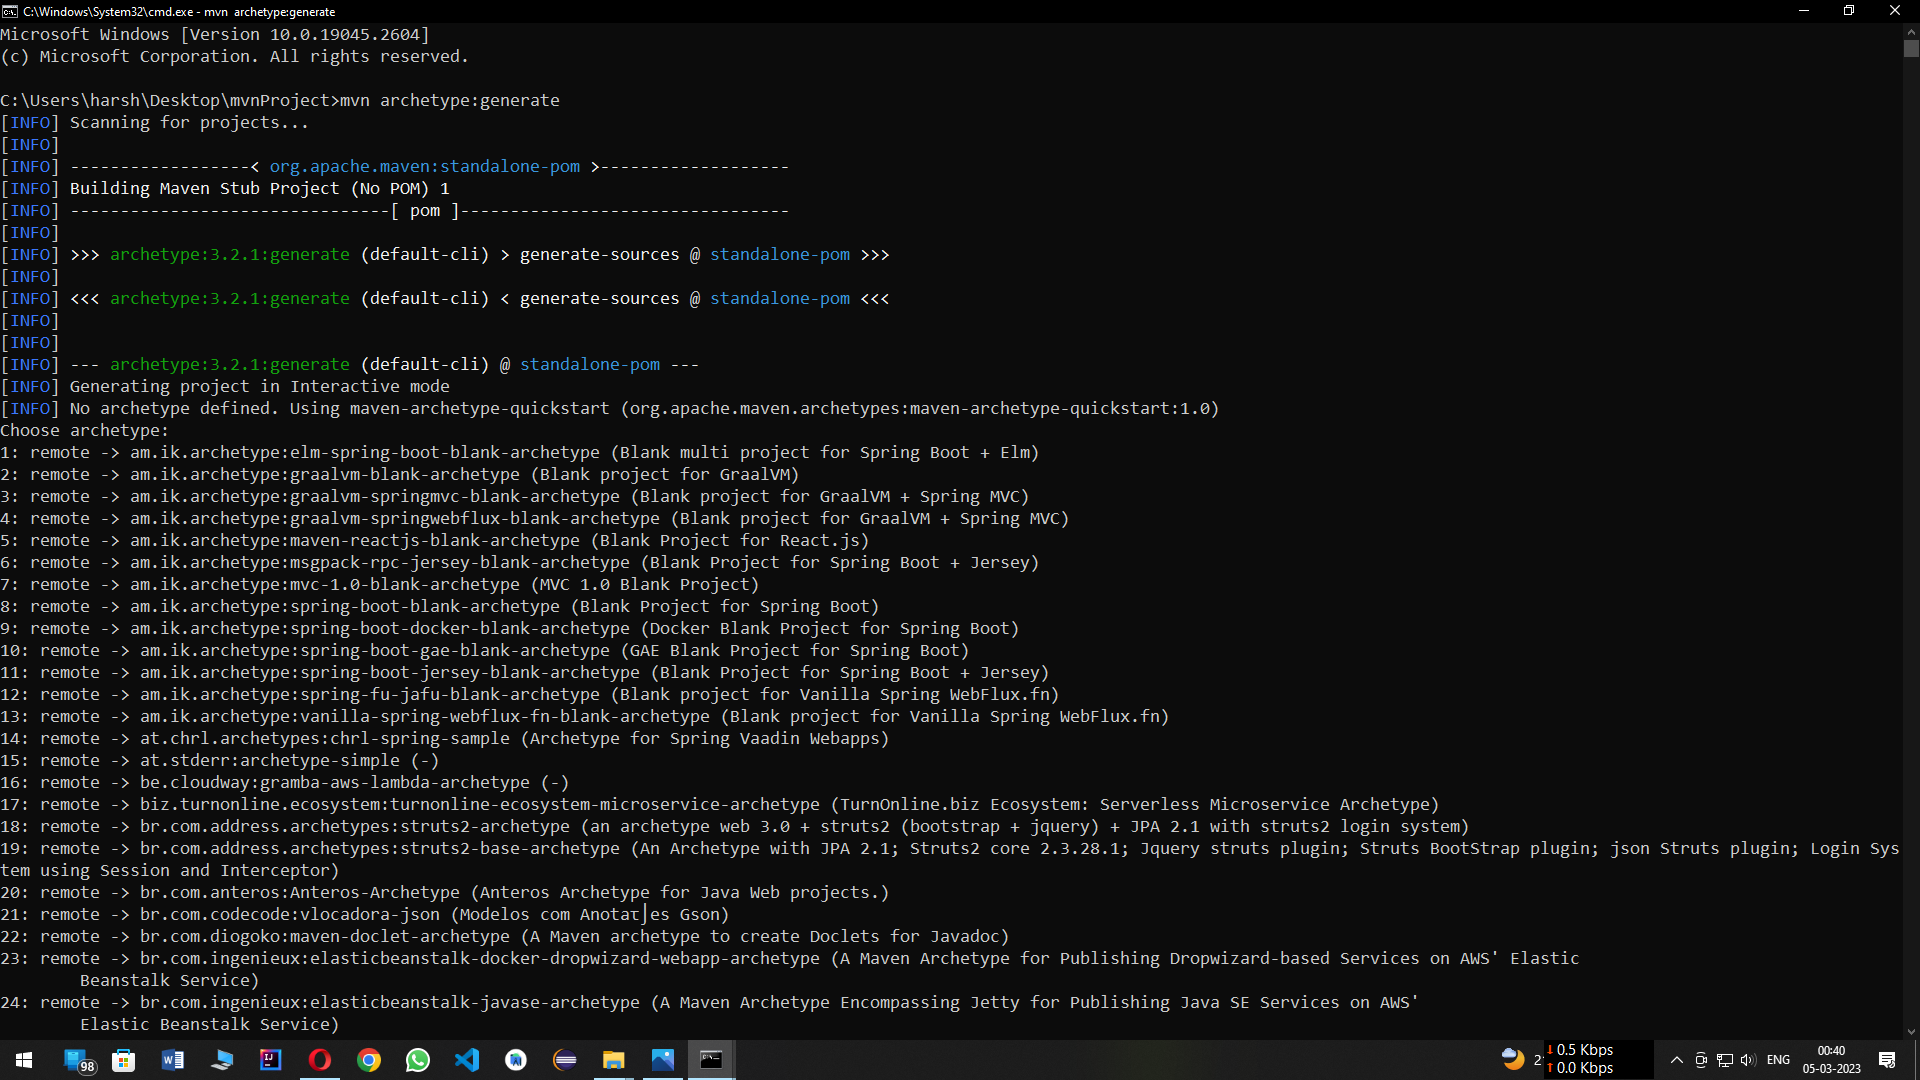 C:\Windows\System32\cmd.exe - mvn  archetype:generate
Microsoft Windows [Version 10.0.19045.2604]
(c) Microsoft Corporation. All rights reserved.
C:\Users\harsh\Desktop\mvnProject>mvn archetype:generate
[INFO] Scanning for projects...
[INFO]
[INFO] ------------------< org.apache.maven:standalone-pom >-------------------
[INFO] Building Maven Stub Project (No POM) 1
[INFO] --------------------------------[ pom ]---------------------------------
[INFO]
[INFO] >>> archetype:3.2.1:generate (default-cli) > generate-sources @ standalone-pom >>>
[INFO]
[INFO] <<< archetype:3.2.1:generate (default-cli) < generate-sources @ standalone-pom <<<
[INFO]
[INFO]
[INFO] --- archetype:3.2.1:generate (default-cli) @ standalone-pom ---
[INFO] Generating project in Interactive mode
[INFO] No archetype defined. Using maven-archetype-quickstart (org.apache.maven.archetypes:maven-archetype-quickstart:1.0)
Choose archetype:
1: remote -> am.ik.archetype:elm-spring-boot-blank-archetype (Blank multi project for Spring Boot + Elm)
2: remote -> am.ik.archetype:graalvm-blank-archetype (Blank project for GraalVM)
3: remote -> am.ik.archetype:graalvm-springmvc-blank-archetype (Blank project for GraalVM + Spring MVC)
4: remote -> am.ik.archetype:graalvm-springwebflux-blank-archetype (Blank project for GraalVM + Spring MVC)
5: remote -> am.ik.archetype:maven-reactjs-blank-archetype (Blank Project for React.js)
6: remote -> am.ik.archetype:msgpack-rpc-jersey-blank-archetype (Blank Project for Spring Boot + Jersey)
7: remote -> am.ik.archetype:mvc-1.0-blank-archetype (MVC 1.0 Blank Project)
8: remote -> am.ik.archetype:spring-boot-blank-archetype (Blank Project for Spring Boot)
9: remote -> am.ik.archetype:spring-boot-docker-blank-archetype (Docker Blank Project for Spring Boot)
10: remote -> am.ik.archetype:spring-boot-gae-blank-archetype (GAE Blank Project for Spring Boot)
11: remote -> am.ik.archetype:spring-boot-jersey-blank-archetype (Blank Project for Spring Boot + Jersey)
12: remote -> am.ik.archetype:spring-fu-jafu-blank-archetype (Blank project for Vanilla Spring WebFlux.fn)
13: remote -> am.ik.archetype:vanilla-spring-webflux-fn-blank-archetype (Blank project for Vanilla Spring WebFlux.fn)
14: remote -> at.chrl.archetypes:chrl-spring-sample (Archetype for Spring Vaadin Webapps)
15: remote -> at.stderr:archetype-simple (-)
16: remote -> be.cloudway:gramba-aws-lambda-archetype (-)
17: remote -> biz.turnonline.ecosystem:turnonline-ecosystem-microservice-archetype (TurnOnline.biz Ecosystem: Serverless Microservice Archetype)
18: remote -> br.com.address.archetypes:struts2-archetype (an archetype web 3.0 + struts2 (bootstrap + jquery) + JPA 2.1 with struts2 login system)
19: remote -> br.com.address.archetypes:struts2-base-archetype (An Archetype with JPA 2.1; Struts2 core 2.3.28.1; Jquery struts plugin; Struts BootStrap plugin; json Struts plugin; Login Sys
tem using Session and Interceptor)
20: remote -> br.com.anteros:Anteros-Archetype (Anteros Archetype for Java Web projects.)
21: remote -> br.com.codecode:vlocadora-json (Modelos com Anotaτ⌡es Gson)
22: remote -> br.com.diogoko:maven-doclet-archetype (A Maven archetype to create Doclets for Javadoc)
23: remote -> br.com.ingenieux:elasticbeanstalk-docker-dropwizard-webapp-archetype (A Maven Archetype for Publishing Dropwizard-based Services on AWS' Elastic
        Beanstalk Service)
24: remote -> br.com.ingenieux:elasticbeanstalk-javase-archetype (A Maven Archetype Encompassing Jetty for Publishing Java SE Services on AWS'
        Elastic Beanstalk Service)
98
↓ 0.5 Kbps
↑ 0.0 Kbps
ENG
00:40
05-03-2023